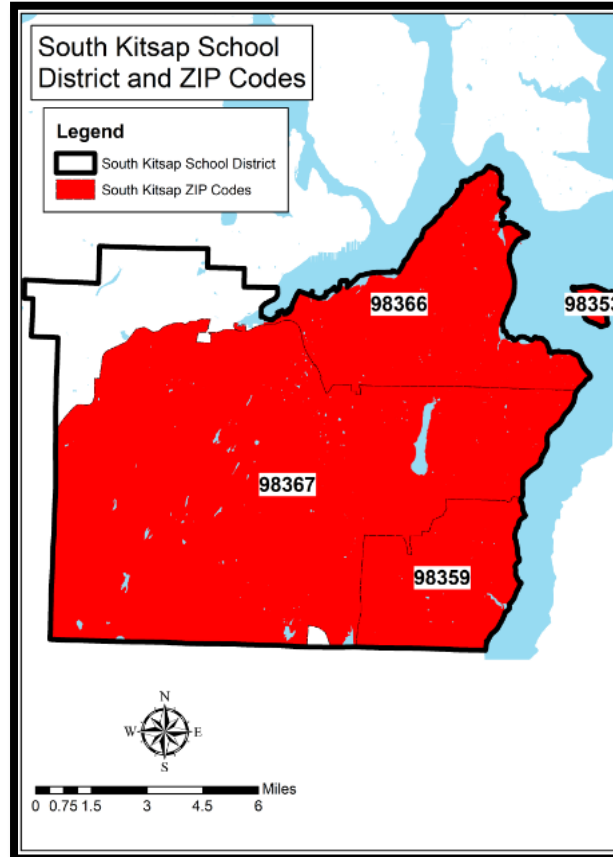 South Kitsap School
District and ZIP Codes
Legend
South Kitsap School District
South Kitsap ZIP Codes
98366
98353
98367
98359
N
W
E
S
Miles
0 0.75 1.5 3 4.5 6